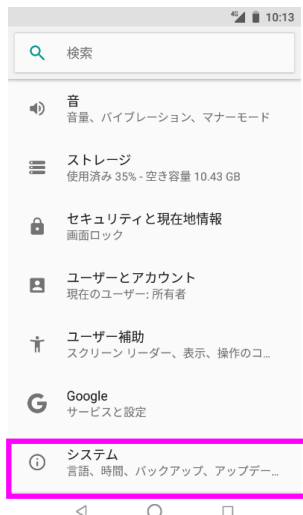 4G 10:13
検索
音
音量、バイブレーション、マナーモード
ストレージ
使用済み 35% - 空き容量 10.43 GB
セキュリティと現在地情報
画面ロック
ユーザーとアカウント
現在のユーザー: 所有者
ユーザー補助
スクリーン リーダー、表示、操作のコ...
Google
サービスと設定
システム
言語、時間、バックアップ、アップデー...